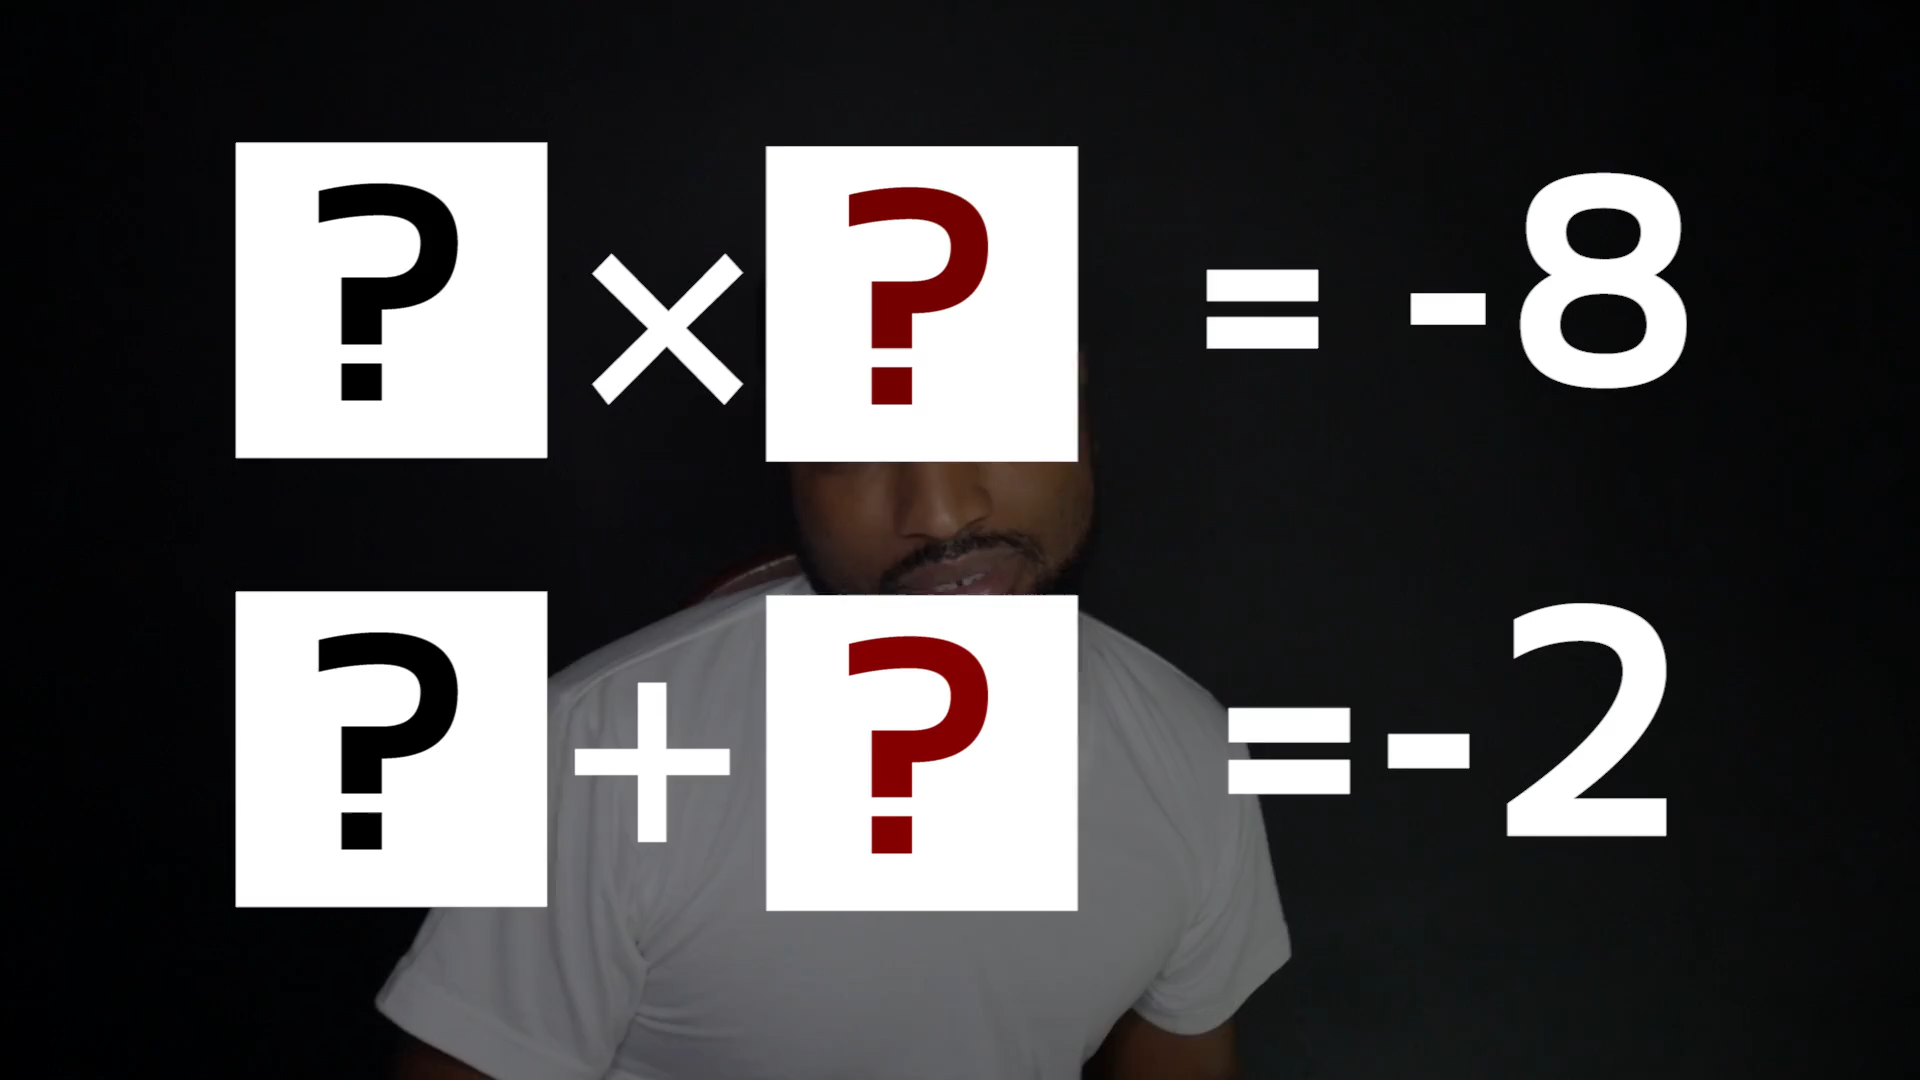 ? × ? = -8
? + ? = -2